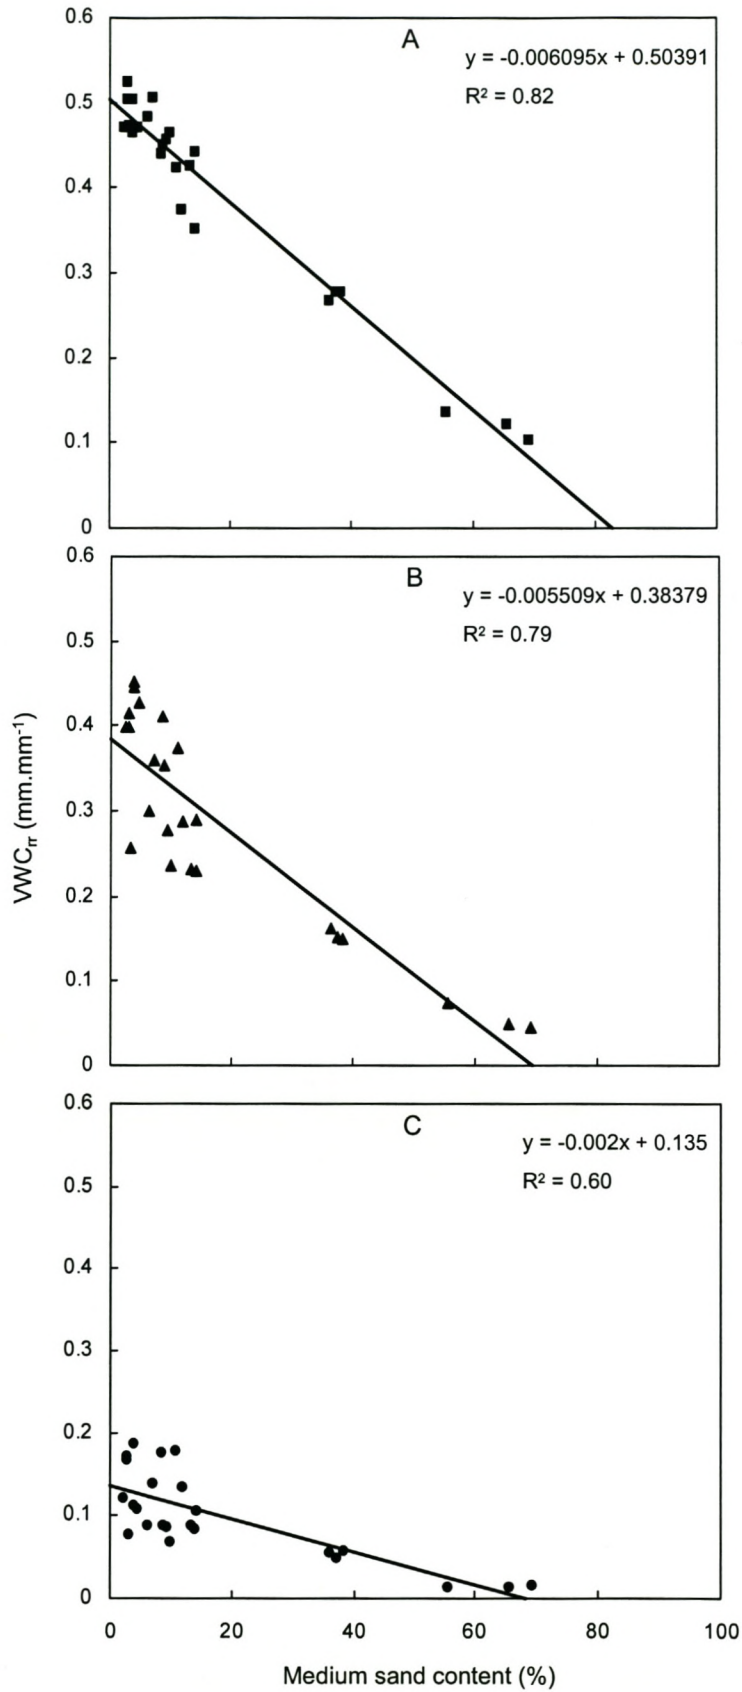 0.6
A
y = -0.006095x + 0.50391
R² = 0.82
0.5
0.4
0.3
0.2
0.1
0
0.6
B
y = -0.005509x + 0.38379
R² = 0.79
0.5
0.4
0.3
0.2
0.1
0
VWCrr (mm.mm⁻¹)
0.6
C
y = -0.002x + 0.135
R² = 0.60
0.5
0.4
0.3
0.2
0.1
0
0 20 40 60 80 100
Medium sand content (%)